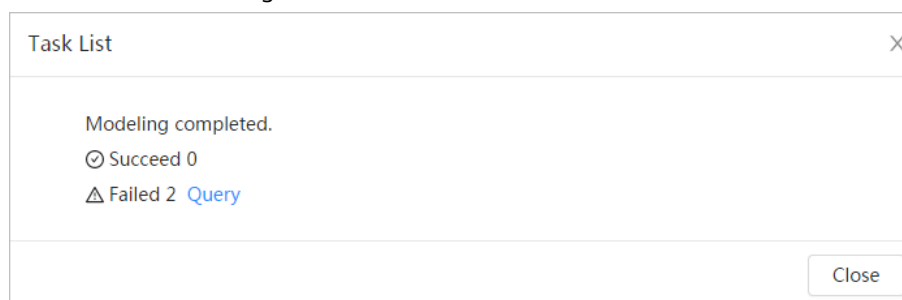 Task List
Modeling completed.
Succeed 0
Failed 2 Query
Close